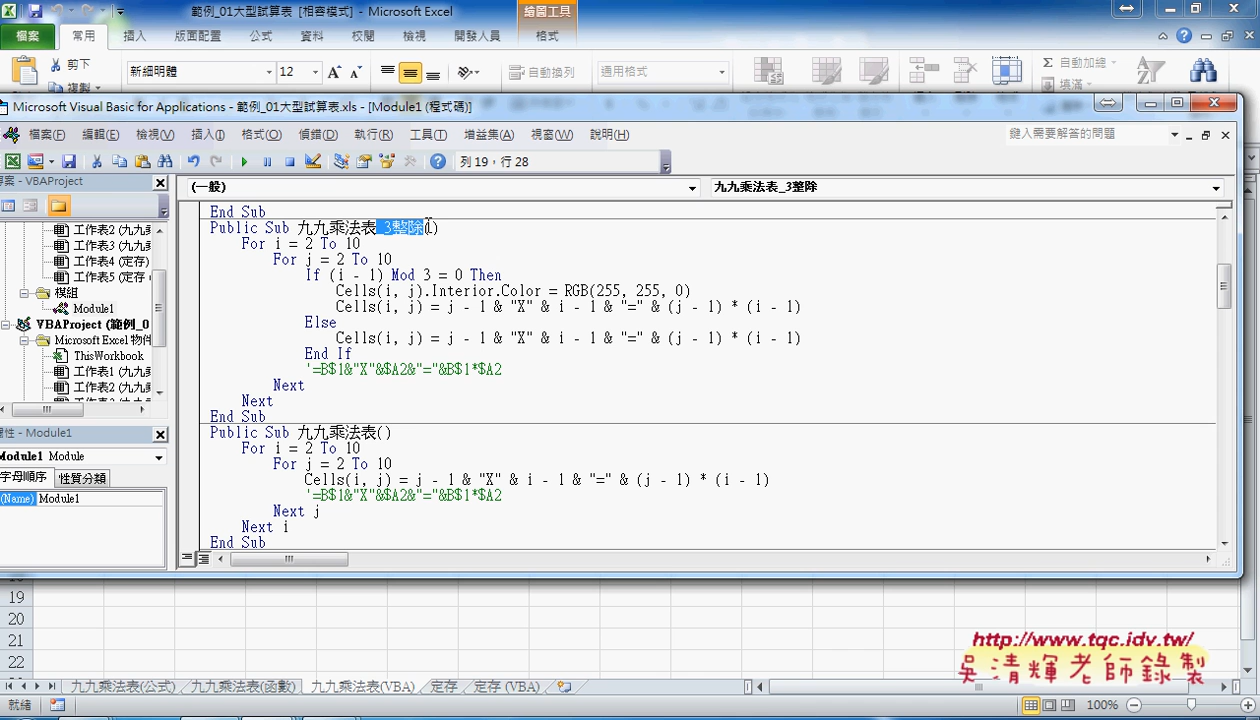 範例_01大型試算表 [相容模式] - Microsoft Excel
繪圖工具
檔案 常用 插入 版面配置 公式 資料 校閱 檢視 開發人員 格式
剪下 新細明體 12 自動換列 通用格式 Σ 自動加總
複製 填滿
Microsoft Visual Basic for Applications - 範例_01大型試算表.xls - [Module1 (程式碼)]
檔案(F) 編輯(E) 檢視(V) 插入(I) 格式(O) 偵錯(D) 執行(R) 工具(T) 增益集(A) 視窗(W) 說明(H) 鍵入需要解答的問題
列 19，行 28
專案 - VBAProject
(一般) 九九乘法表_3整除
工作表2 (九九
工作表3 (九九
工作表4 (定存)
工作表5 (定存
模組
Module1
VBAProject (範例_0
Microsoft Excel 物件
ThisWorkbook
工作表1 (九九
工作表2 (九九
屬性 - Module1
Module1 Module
字母順序 性質分類
(Name) Module1
End Sub
Public Sub 九九乘法表_3整除()
For i = 2 To 10
For j = 2 To 10
If (i - 1) Mod 3 = 0 Then
Cells(i, j).Interior.Color = RGB(255, 255, 0)
Cells(i, j) = j - 1 & "X" & i - 1 & "=" & (j - 1) * (i - 1)
Else
Cells(i, j) = j - 1 & "X" & i - 1 & "=" & (j - 1) * (i - 1)
End If
'=B$1&"X"&$A2&"="&B$1*$A2
Next
Next
End Sub
Public Sub 九九乘法表()
For i = 2 To 10
For j = 2 To 10
Cells(i, j) = j - 1 & "X" & i - 1 & "=" & (j - 1) * (i - 1)
'=B$1&"X"&$A2&"="&B$1*$A2
Next j
Next i
End Sub
19
20
21
22
http://www.tqc.idv.tw/
吳清輝老師錄製
九九乘法表(公式) 九九乘法表(函數) 九九乘法表(VBA) 定存 定存 (VBA)
就緒 100%